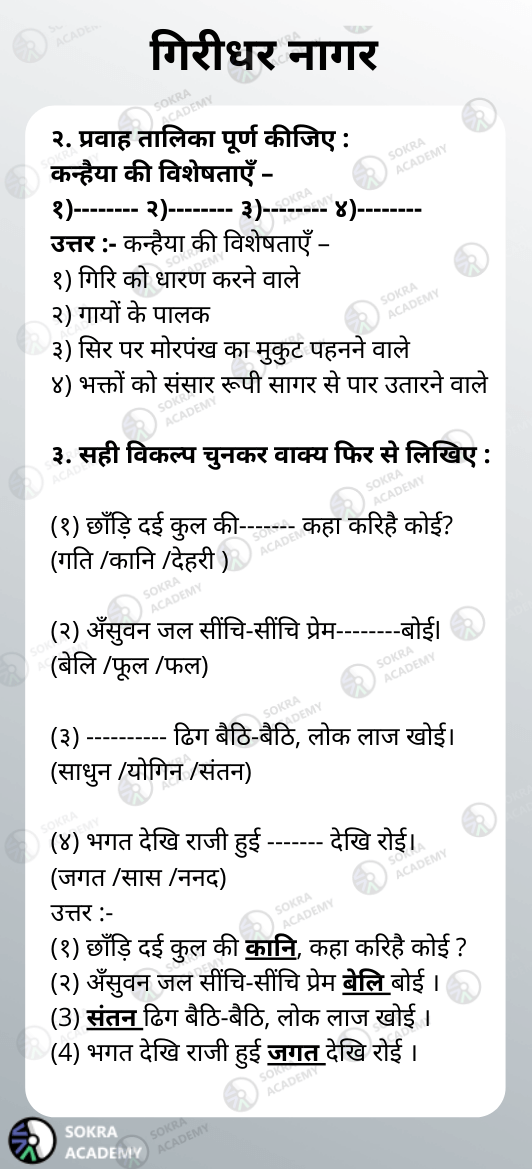 गिरीधर नागर
२. प्रवाह तालिका पूर्ण कीजिए :
कन्हैया की विशेषताएँ –
१)-------- २)-------- ३)-------- ४)--------
उत्तर :- कन्हैया की विशेषताएँ –
१) गिरि को धारण करने वाले
२) गायों के पालक
३) सिर पर मोरपंख का मुकुट पहनने वाले
४) भक्तों को संसार रूपी सागर से पार उतारने वाले
३. सही विकल्प चुनकर वाक्य फिर से लिखिए :
(१) छाँड़ि दई कुल की------- कहा करिहै कोई?
(गति /कानि /देहरी )
(२) अँसुवन जल सींचि-सींचि प्रेम--------बोई।
(बेलि /फूल /फल)
(३) ---------- ढिग बैठि-बैठि, लोक लाज खोई।
(साधुन /योगिन /संतन)
(४) भगत देखि राजी हुई ------- देखि रोई।
(जगत /सास /ननद)
उत्तर :-
(१) छाँड़ि दई कुल की कानि, कहा करिहै कोई ?
(२) अँसुवन जल सींचि-सींचि प्रेम बेलि बोई ।
(3) संतन ढिग बैठि-बैठि, लोक लाज खोई ।
(4) भगत देखि राजी हुई जगत देखि रोई ।
SOKRA
ACADEMY